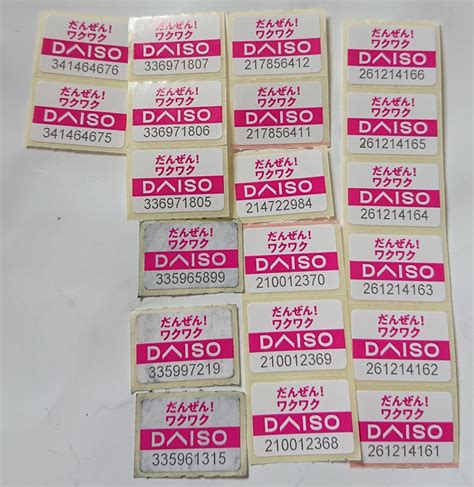 だんぜん!
ワクワク
DAISO
341464676
だんぜん!
ワクワク
DAISO
341464675
だんぜん!
ワクワク
DAISO
336971807
だんぜん!
ワクワク
DAISO
336971806
だんぜん!
ワクワク
DAISO
336971805
だんぜん!
ワクワク
DAISO
335965899
だんぜん!
ワクワク
DAISO
335997219
だんぜん!
ワクワク
DAISO
335961315
だんぜん!
ワクワク
DAISO
217856412
だんぜん!
ワクワク
DAISO
217856411
だんぜん!
ワクワク
DAISO
214722984
だんぜん!
ワクワク
DAISO
210012370
だんぜん!
ワクワク
DAISO
210012369
だんぜん!
ワクワク
DAISO
210012368
だんぜん!
ワクワク
DAISO
261214166
だんぜん!
ワクワク
DAISO
261214165
だんぜん!
ワクワク
DAISO
261214164
だんぜん!
ワクワク
DAISO
261214163
だんぜん!
ワクワク
DAISO
261214162
だんぜん!
ワクワク
DAISO
261214161